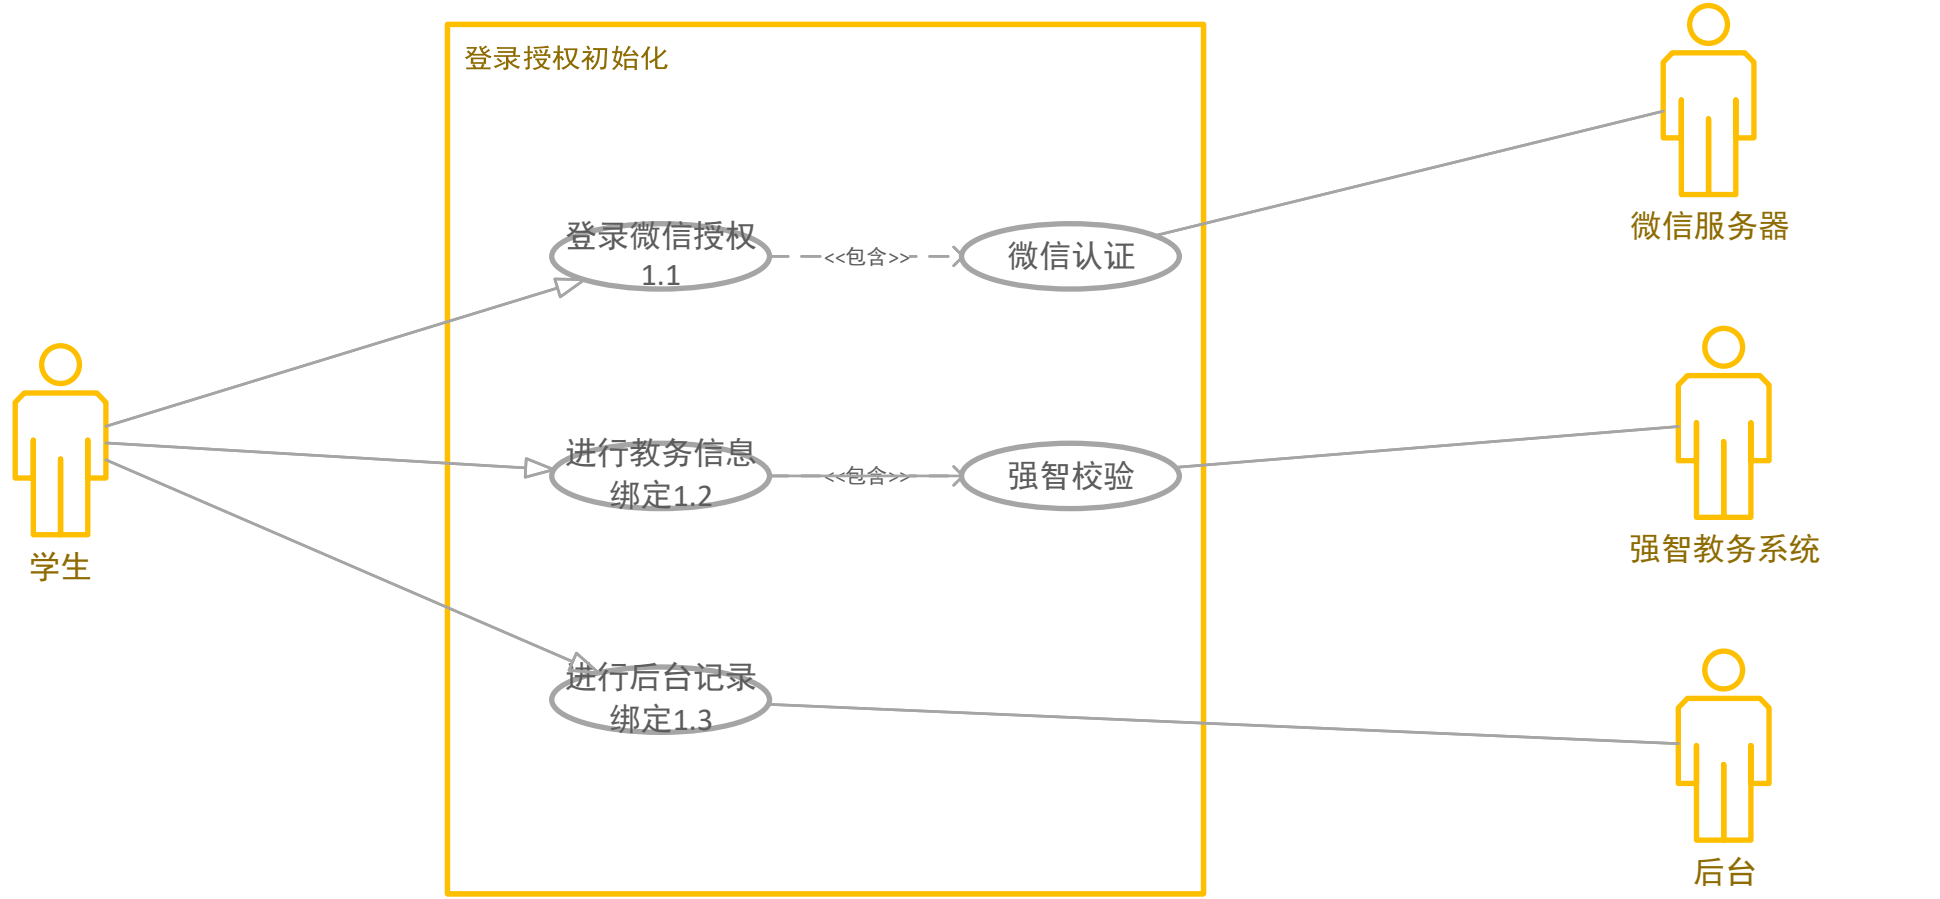 登录授权初始化
登录微信授权
1.1
<<包含>>
微信认证
微信服务器
进行教务信息
绑定1.2
<<包含>>
强智校验
强智教务系统
学生
进行后台记录
绑定1.3
后台